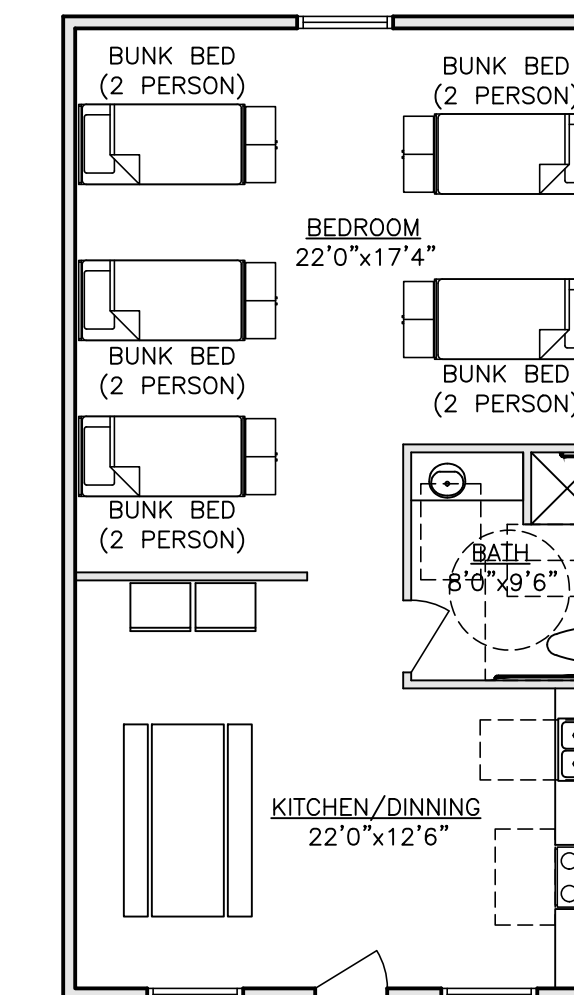 BUNK BED
(2 PERSON)
BUNK BED
(2 PERSON)
BEDROOM
22'0"x17'4"
BUNK BED
(2 PERSON)
BUNK BED
(2 PERSON)
BUNK BED
(2 PERSON)
BATH
8'0"x9'6"
KITCHEN/DINNING
22'0"x12'6"